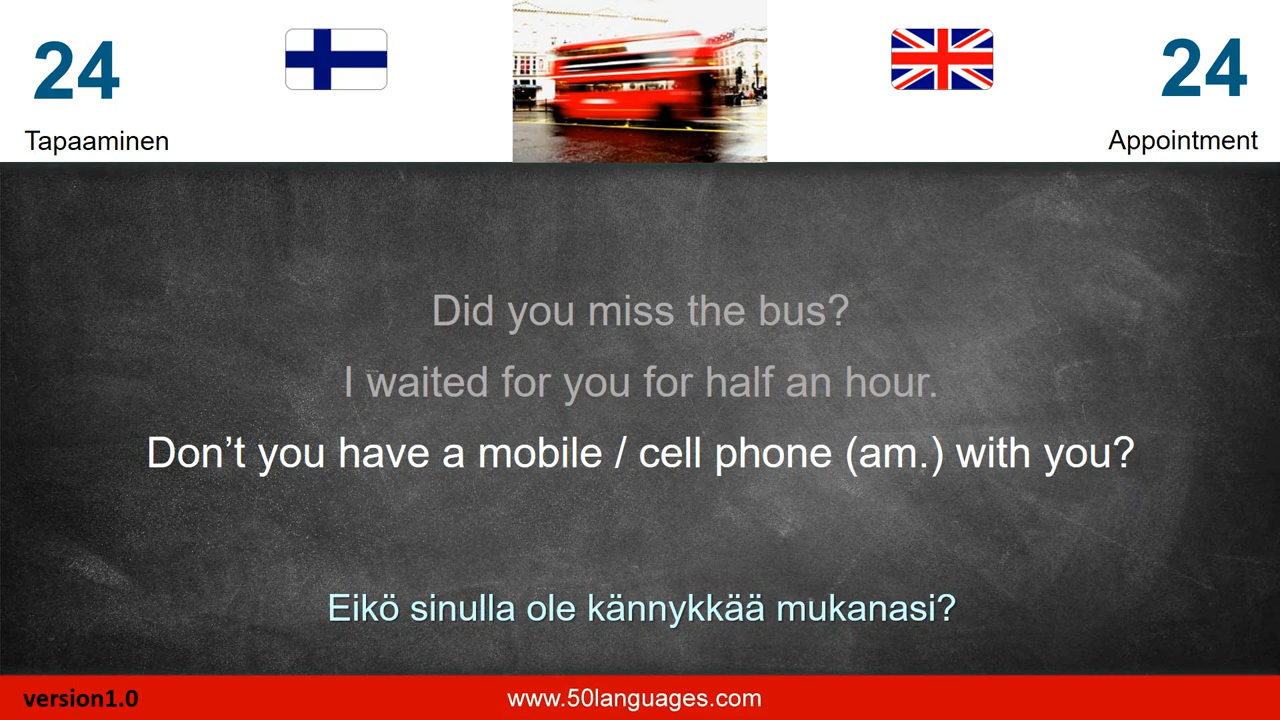 24
24
Tapaaminen
Appointment
Did you miss the bus?
I waited for you for half an hour.
Don’t you have a mobile / cell phone (am.) with you?
Eikö sinulla ole kännykkää mukanasi?
version1.0
www.50languages.com